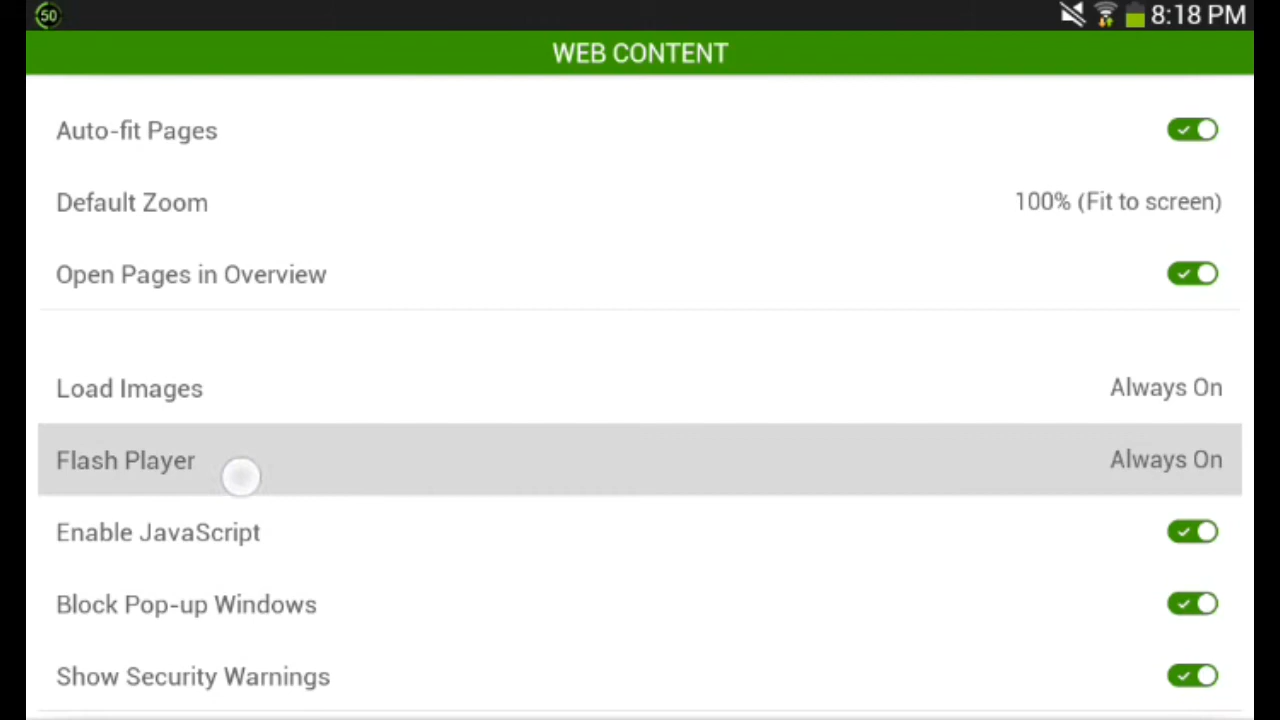 50 8:18 PM
WEB CONTENT
Auto-fit Pages
Default Zoom 100% (Fit to screen)
Open Pages in Overview
Load Images Always On
Flash Player Always On
Enable JavaScript
Block Pop-up Windows
Show Security Warnings